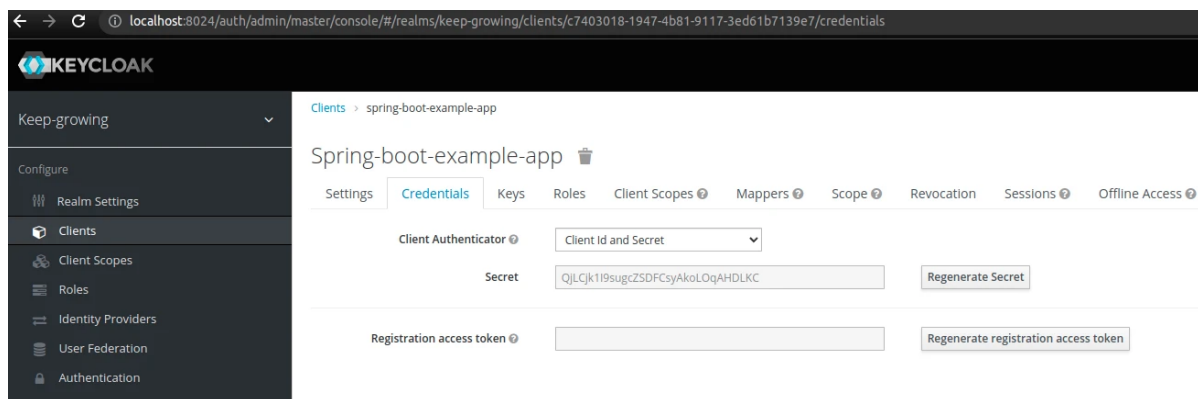 localhost:8024/auth/admin/master/console/#/realms/keep-growing/clients/c7403018-1947-4b81-9117-3ed61b7139e7/credentials
KEYCLOAK
Keep-growing
Clients > spring-boot-example-app
Spring-boot-example-app
Settings Credentials Keys Roles Client Scopes Mappers Scope Revocation Sessions Offline Access
Configure
Realm Settings
Clients
Client Scopes
Roles
Identity Providers
User Federation
Authentication
Client Authenticator Client Id and Secret
Secret QjLCjk1I9sugcZSDFCsyAkoLOqAHDLKC Regenerate Secret
Registration access token Regenerate registration access token